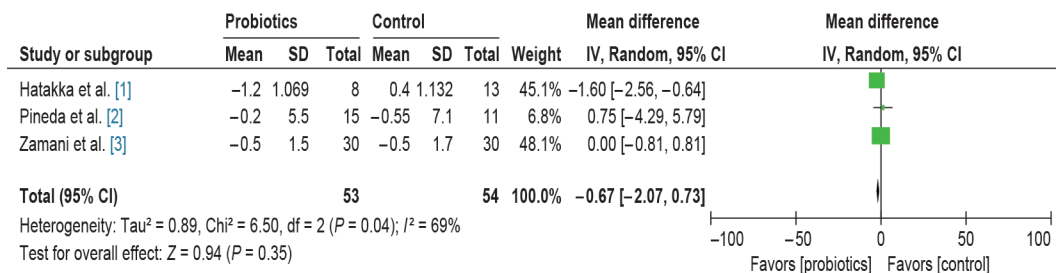 Probiotics Control Mean difference Mean difference
Study or subgroup Mean SD Total Mean SD Total Weight IV, Random, 95% CI IV, Random, 95% CI
Hatakka et al. [1] −1.2 1.069 8 0.4 1.132 13 45.1% −1.60 [−2.56, −0.64]
Pineda et al. [2] −0.2 5.5 15 −0.55 7.1 11 6.8% 0.75 [−4.29, 5.79]
Zamani et al. [3] −0.5 1.5 30 −0.5 1.7 30 48.1% 0.00 [−0.81, 0.81]
Total (95% CI) 53 54 100.0% −0.67 [−2.07, 0.73]
Heterogeneity: Tau² = 0.89, Chi² = 6.50, df = 2 (P = 0.04); I² = 69%
Test for overall effect: Z = 0.94 (P = 0.35)
−100 −50 0 50 100
Favors [probiotics] Favors [control]